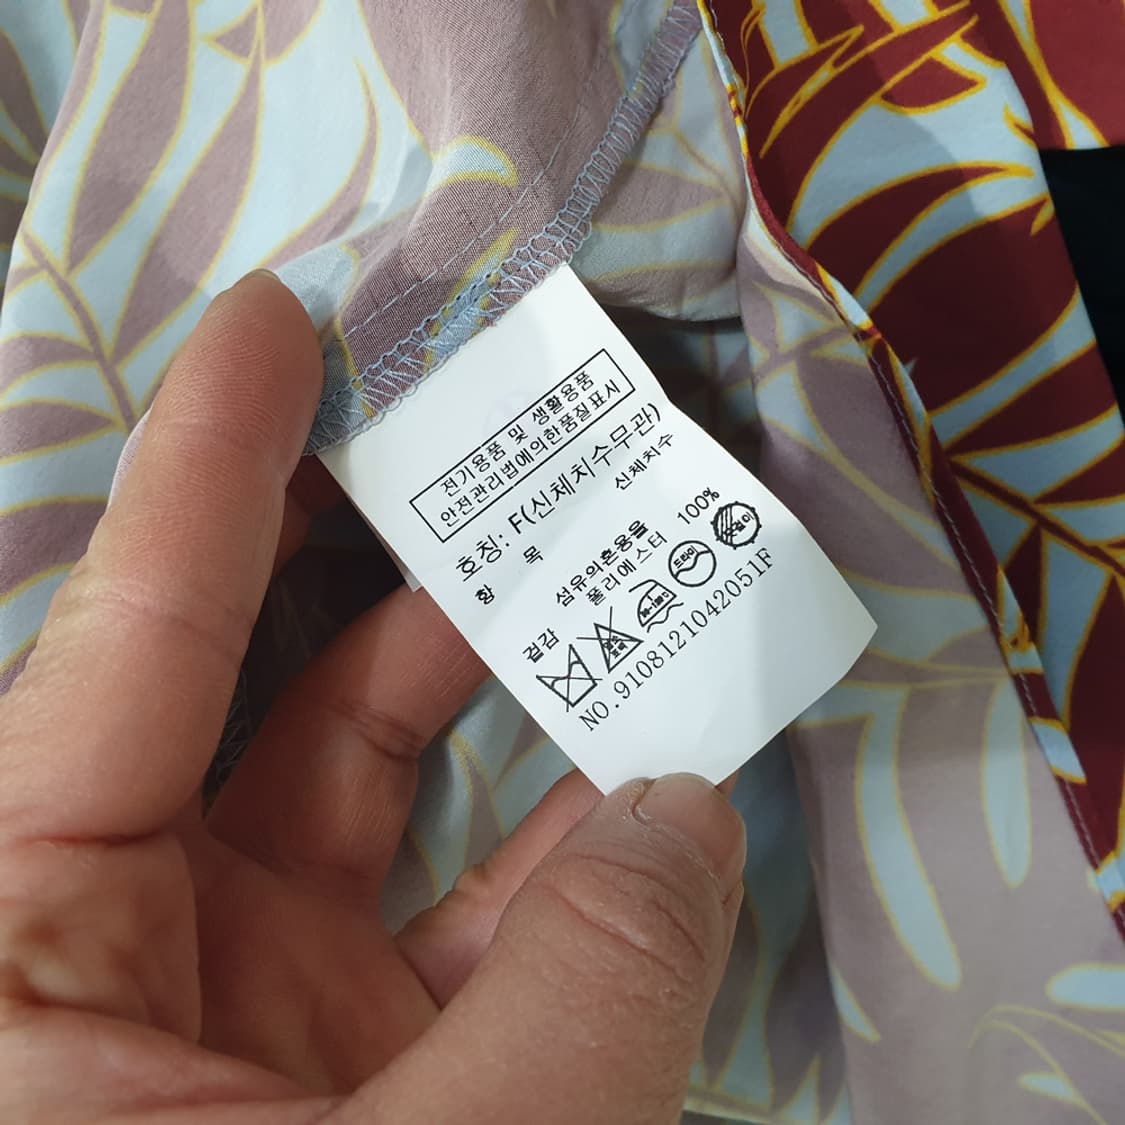 전기용품 및 생활용품
안전관리법에의한품질표시
호칭: F(신체치수무관)
항 목 신체치수
섬유의혼용율
겉감 폴리에스터 100%
드라이
NO.9108121042051F